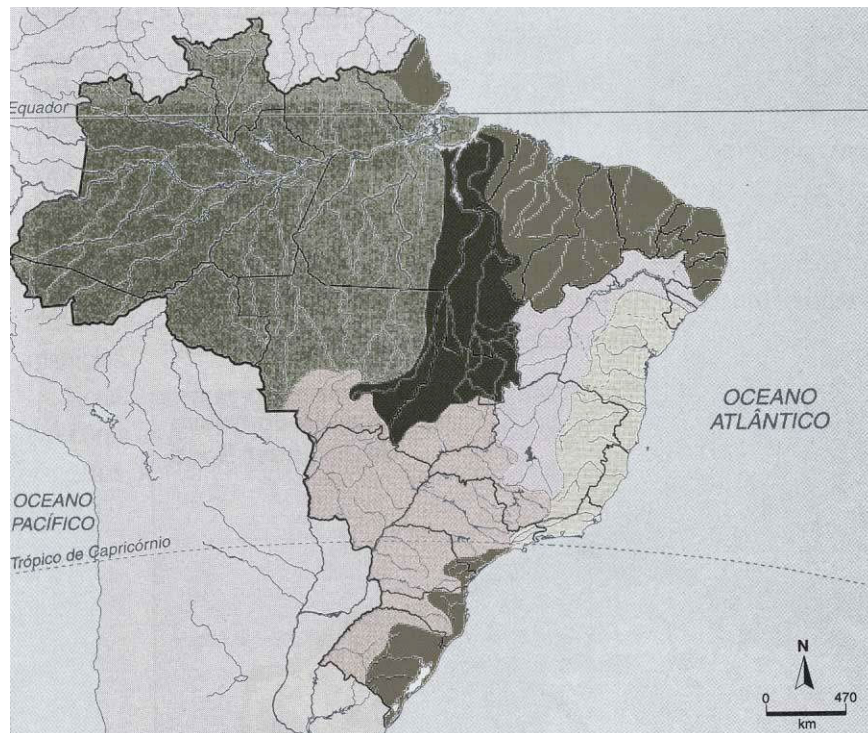 Equador
OCEANO
ATLÂNTICO
OCEANO
PACÍFICO
Trópico de Capricórnio
N
0 470
km